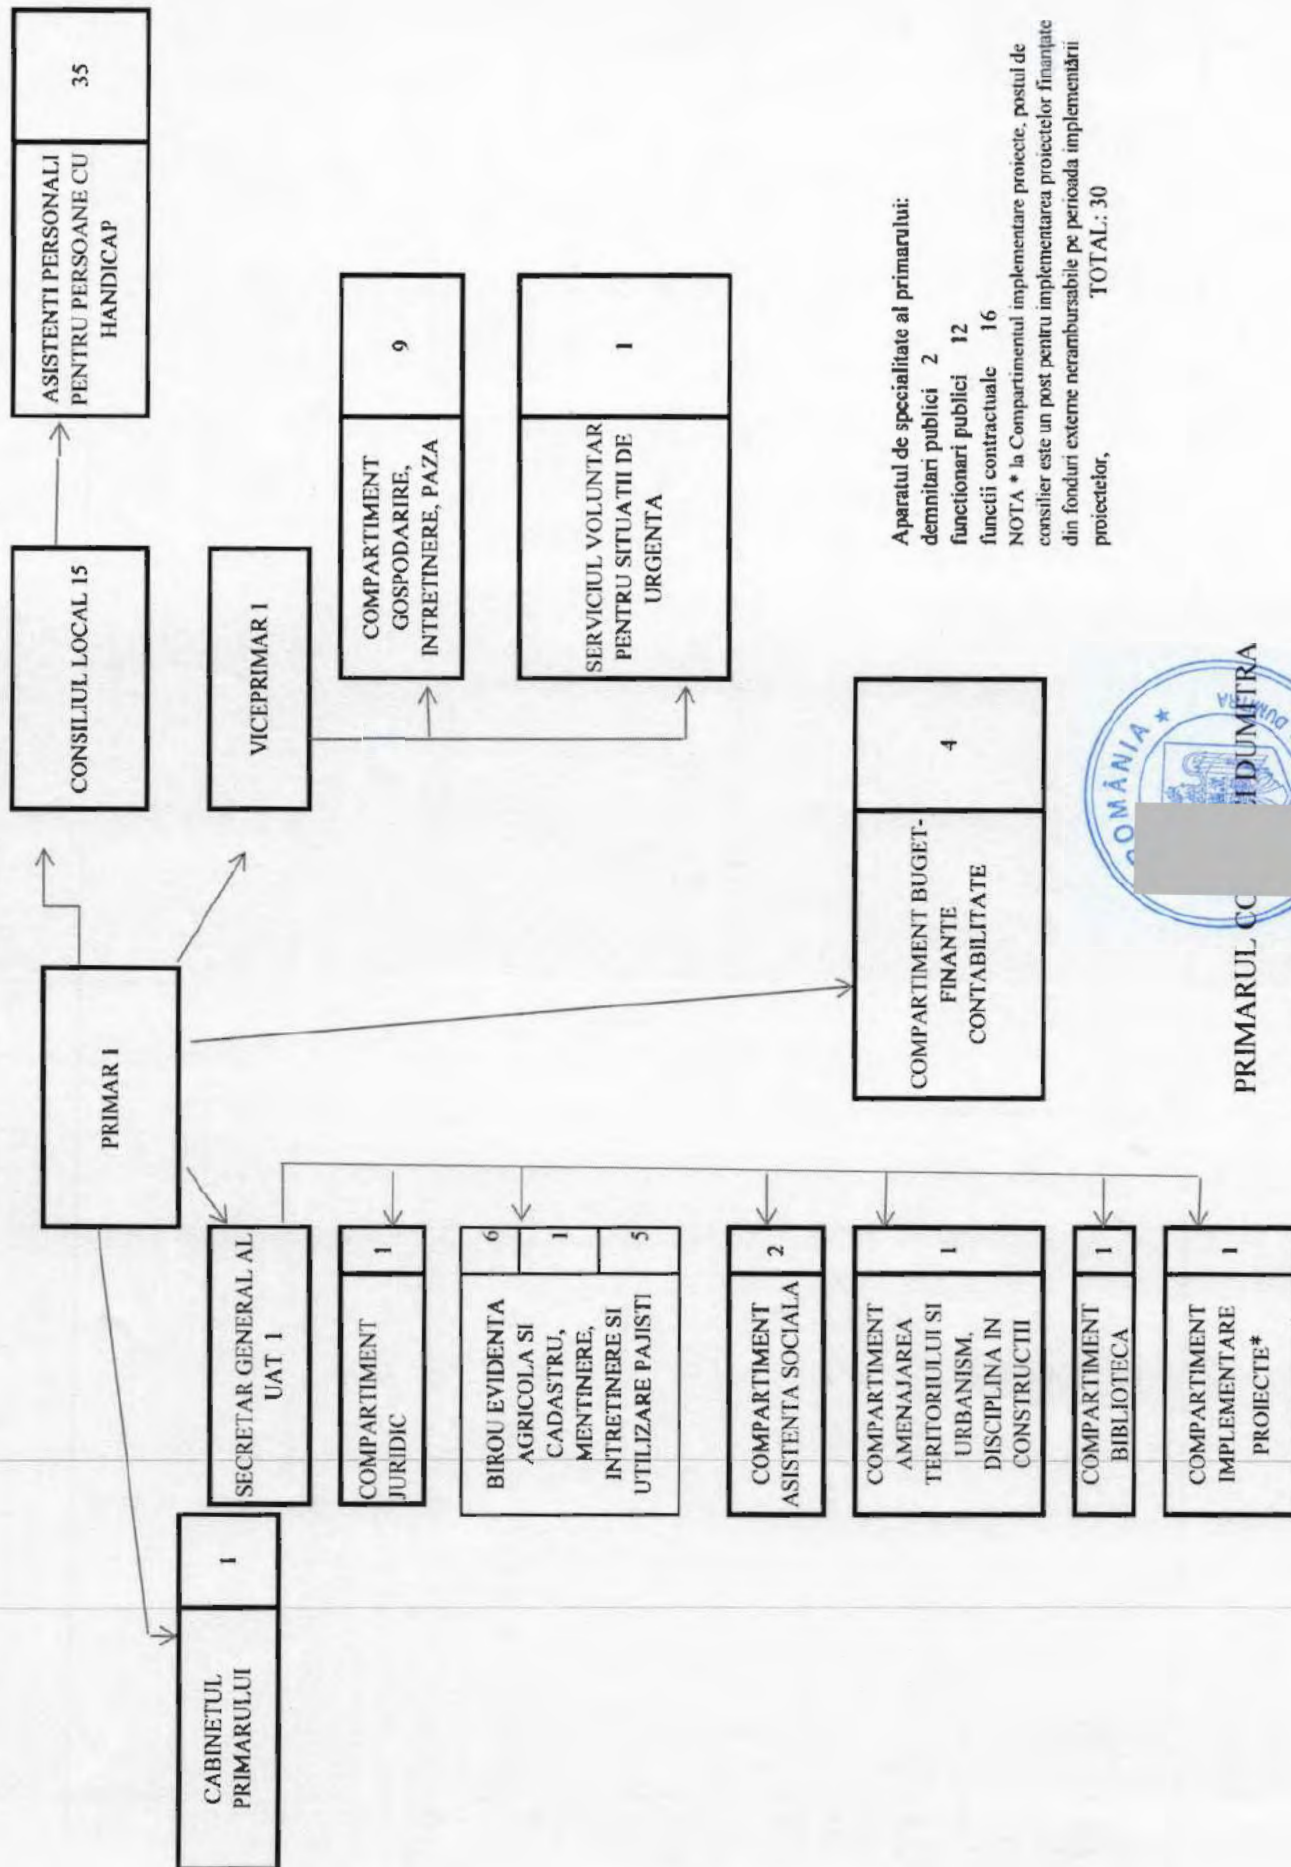 PRIMAR 1
CONSILIUL LOCAL 15
ASISTENTI PERSONALI
PENTRU PERSOANE CU
HANDICAP
35
CABINETUL
PRIMARULUI
1
SECRETAR GENERAL AL
UAT 1
VICEPRIMAR 1
COMPARTIMENT
JURIDIC
1
COMPARTIMENT
GOSPODARIRE,
INTRETINERE, PAZA
9
BIROU EVIDENTA
AGRICOLA SI
CADASTRU,
MENTINERE,
INTRETINERE SI
UTILIZARE PAJISTI
6
1
5
SERVICIUL VOLUNTAR
PENTRU SITUATII DE
URGENTA
1
COMPARTIMENT
ASISTENTA SOCIALA
2
COMPARTIMENT
AMENAJAREA
TERITORIULUI SI
URBANISM,
DISCIPLINA IN
CONSTRUCTII
1
COMPARTIMENT BUGET-
FINANTE
CONTABILITATE
4
COMPARTIMENT
BIBLIOTECA
1
COMPARTIMENT
IMPLEMENTARE
PROIECTE*
1
Aparatul de specialitate al primarului:
demnitari publici 2
functionari publici 12
functii contractuale 16
NOTA * la Compartimentul implementare proiecte, postul de
consilier este un post pentru implementarea proiectelor finanțate
din fonduri externe nerambursabile pe perioada implementării
proiectelor, TOTAL: 30
PRIMARUL DUMITRA
ROMÂNIA ★
DUMITRA